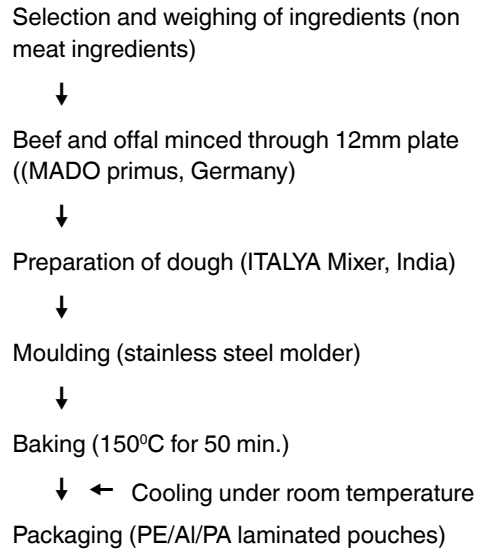 Selection and weighing of ingredients (non
meat ingredients)
Beef and offal minced through 12mm plate
((MADO primus, Germany)
Preparation of dough (ITALYA Mixer, India)
Moulding (stainless steel molder)
Baking (150⁰C for 50 min.)
Cooling under room temperature
Packaging (PE/Al/PA laminated pouches)